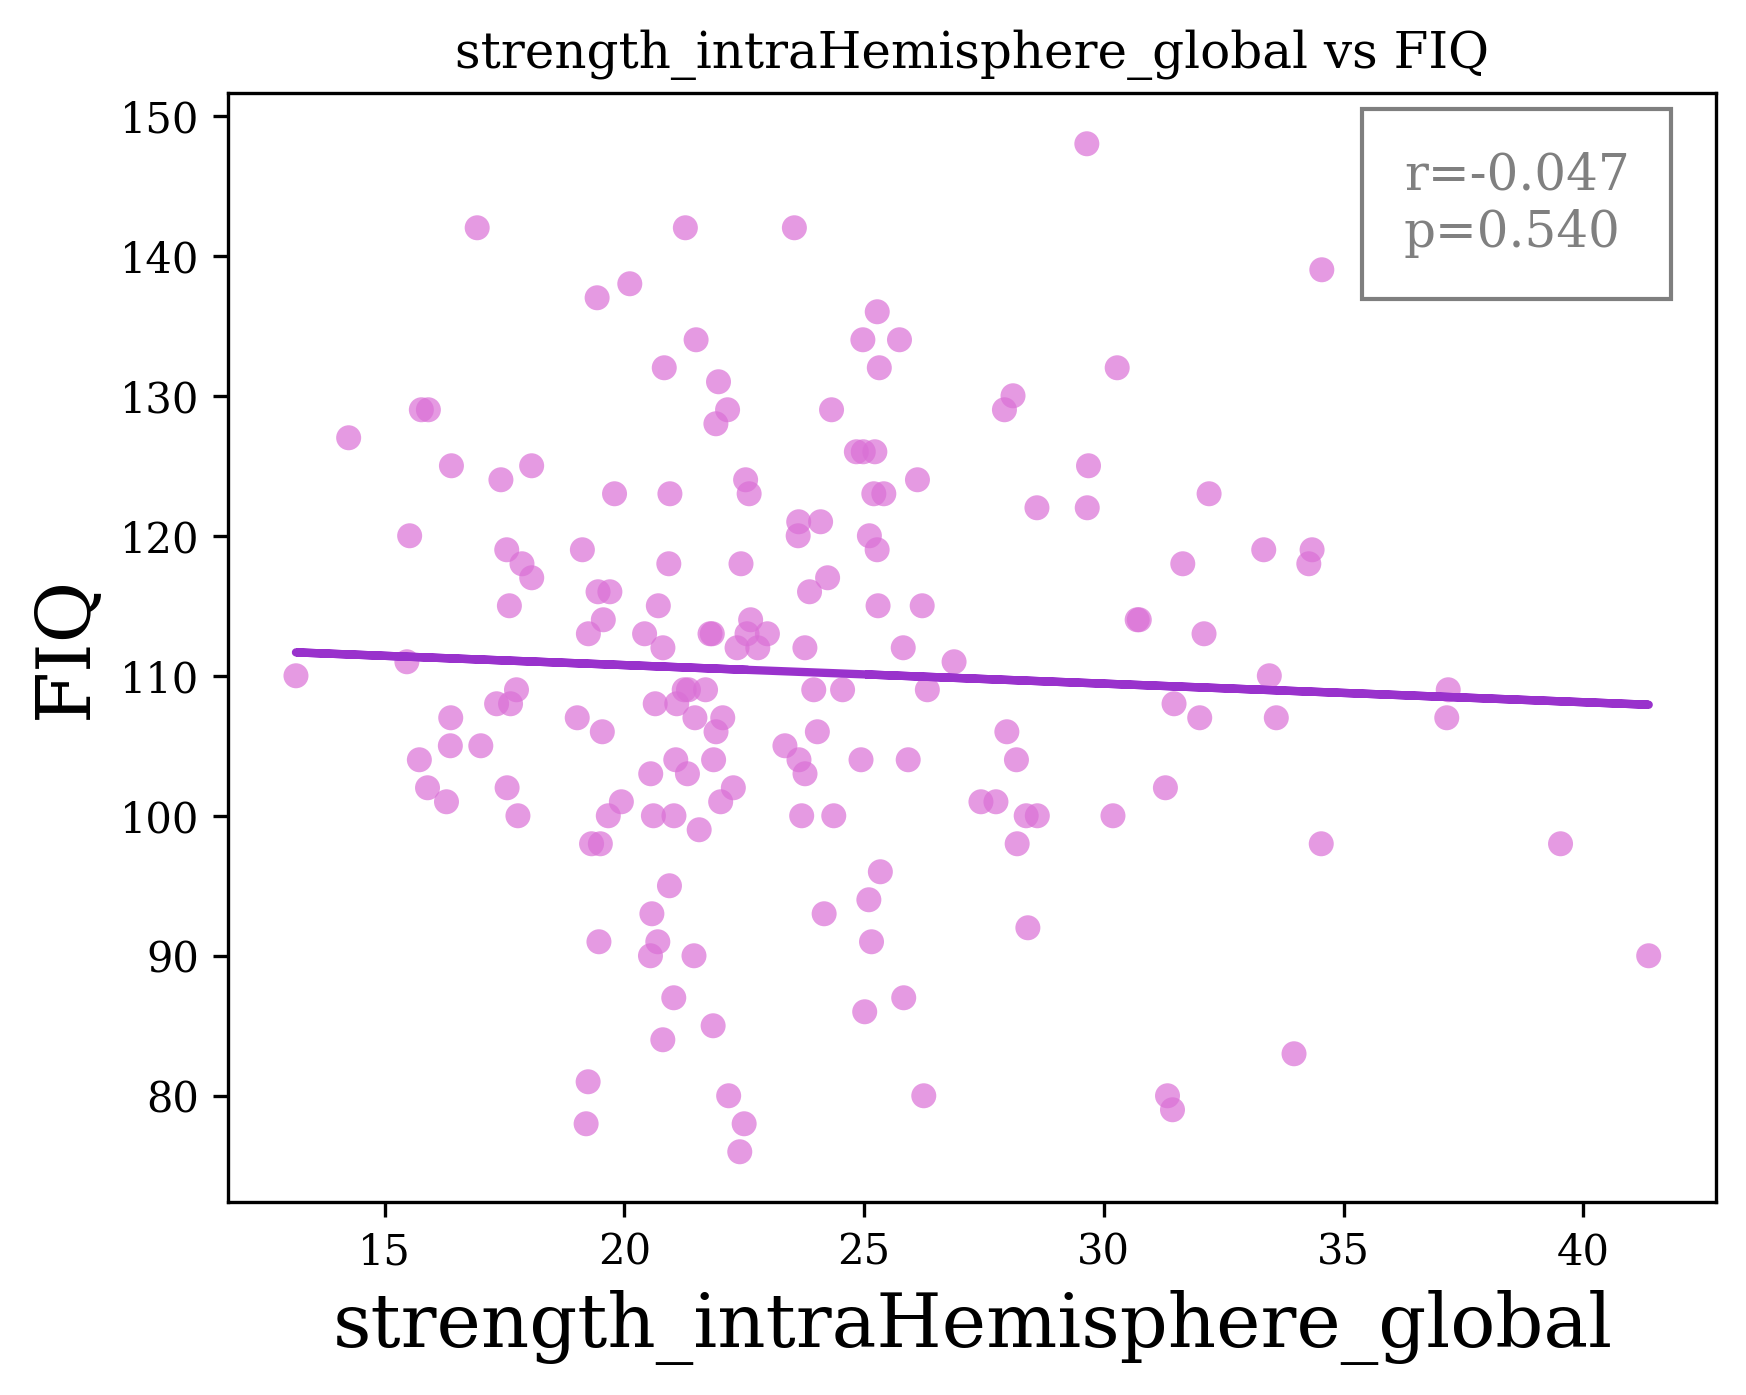 strength_intraHemisphere_global vs FIQ
r=-0.047
p=0.540
150
140
130
120
110
100
90
80
FIQ
15 20 25 30 35 40
strength_intraHemisphere_global